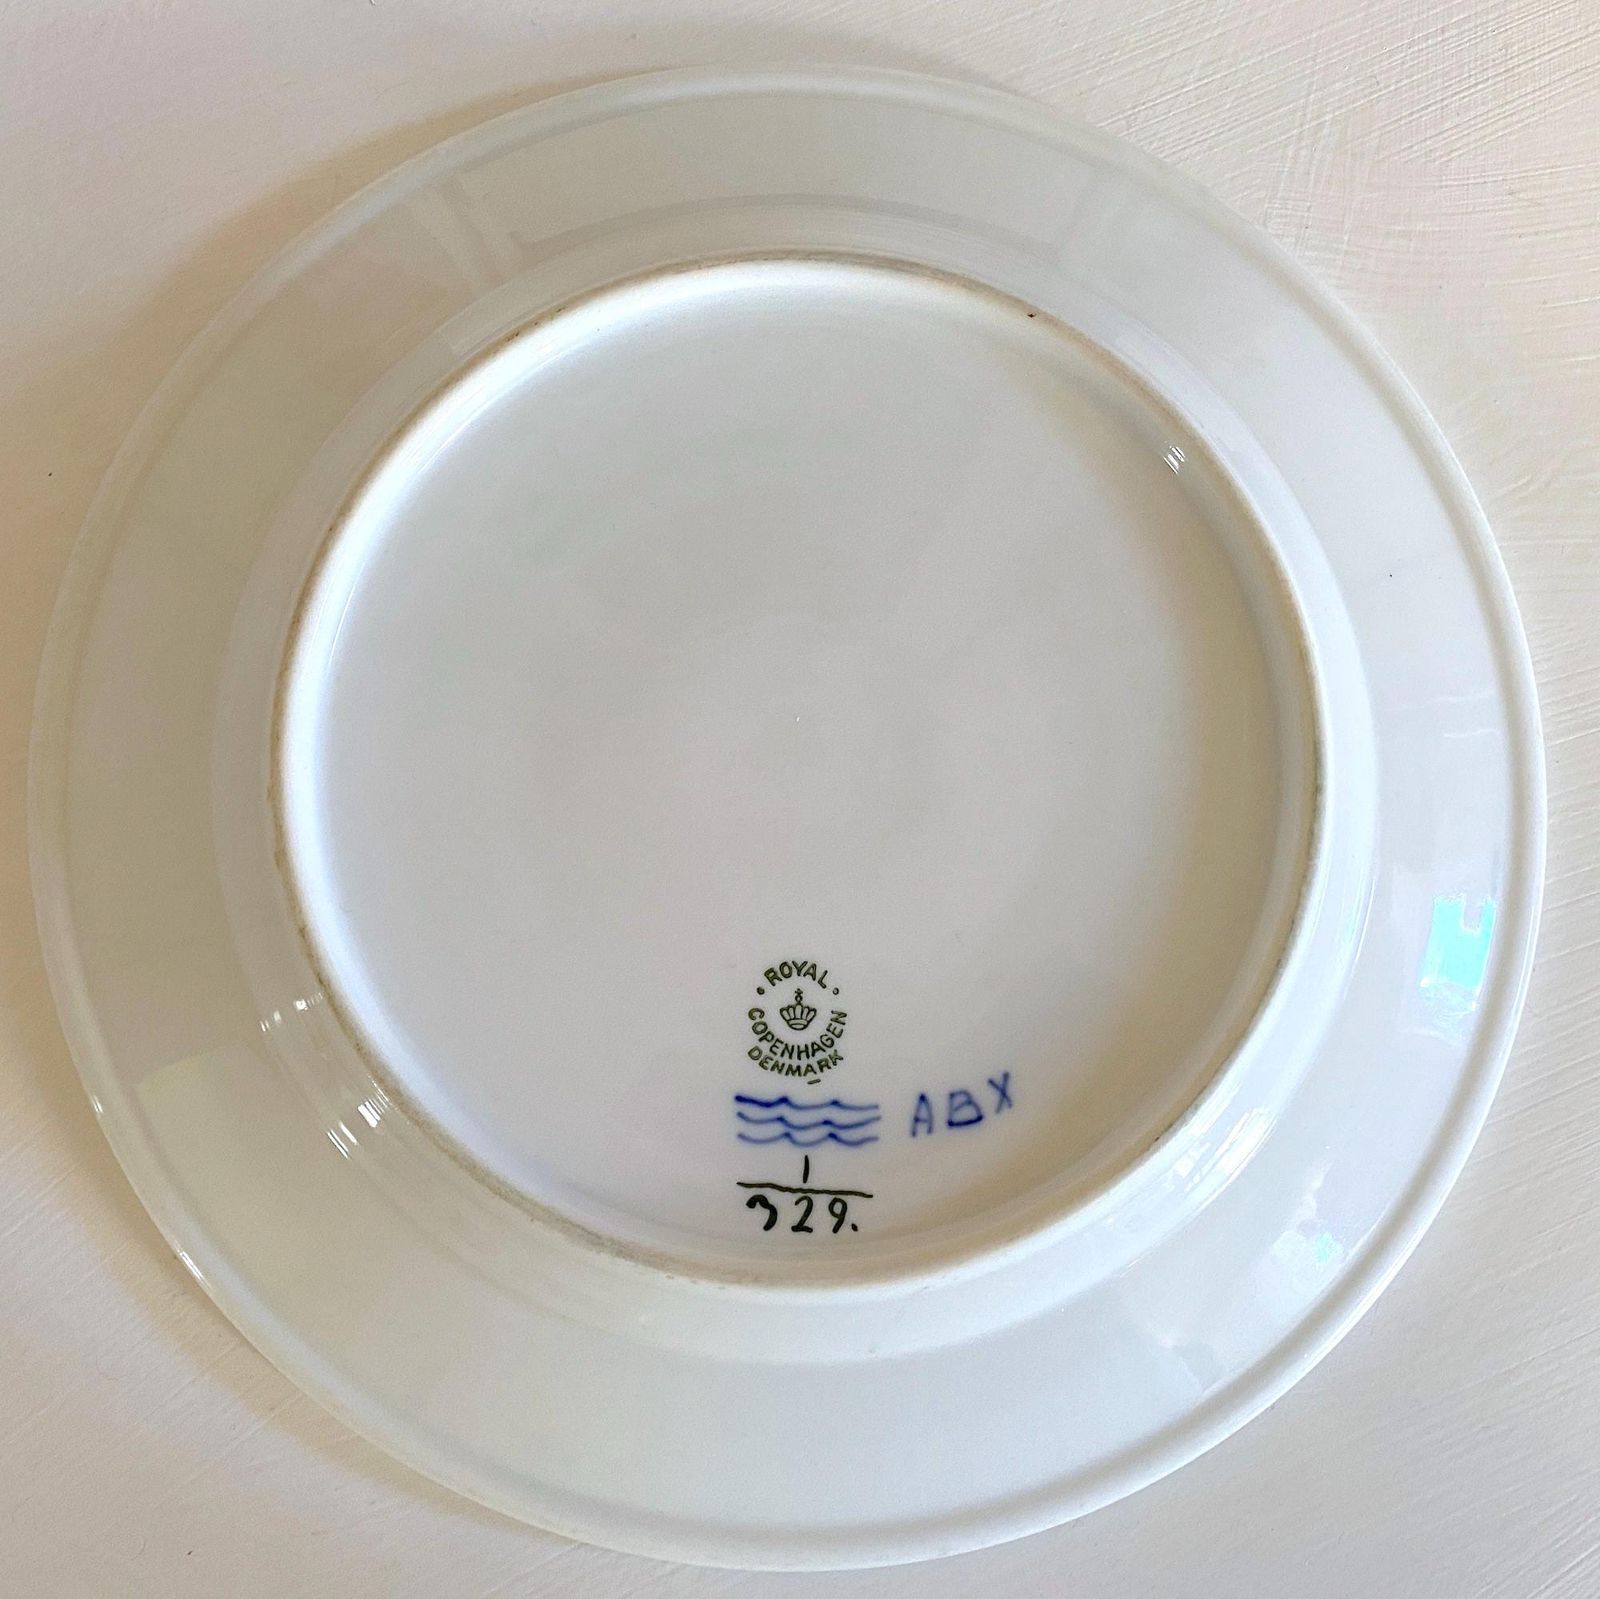 ROYAL
COPENHAGEN
DENMARK
ABX
1
329.